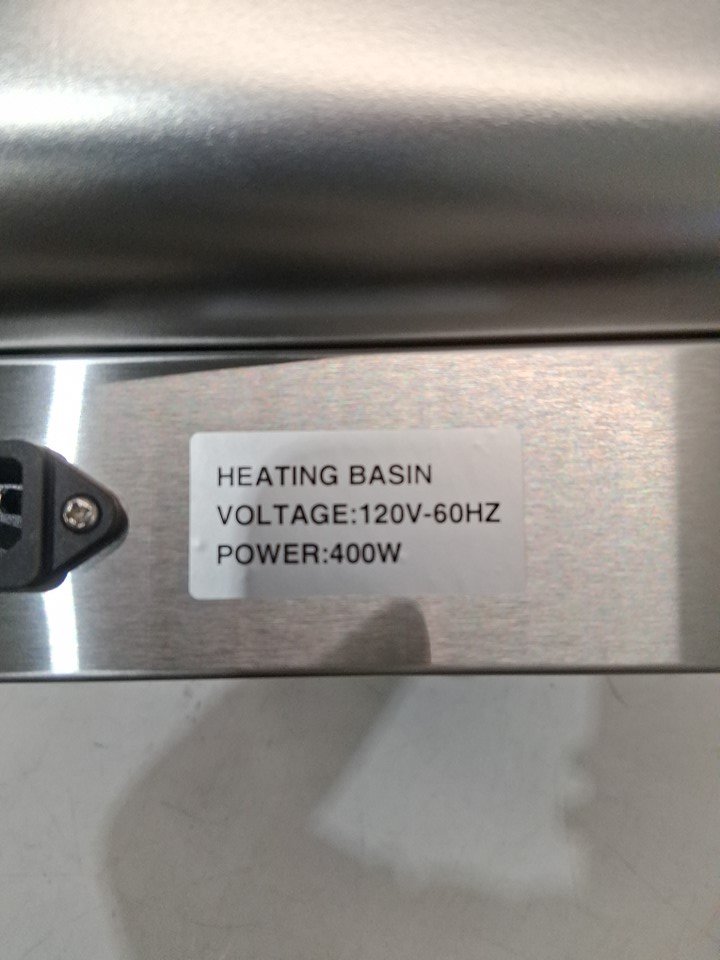 HEATING BASIN
VOLTAGE:120V-60HZ
POWER:400W